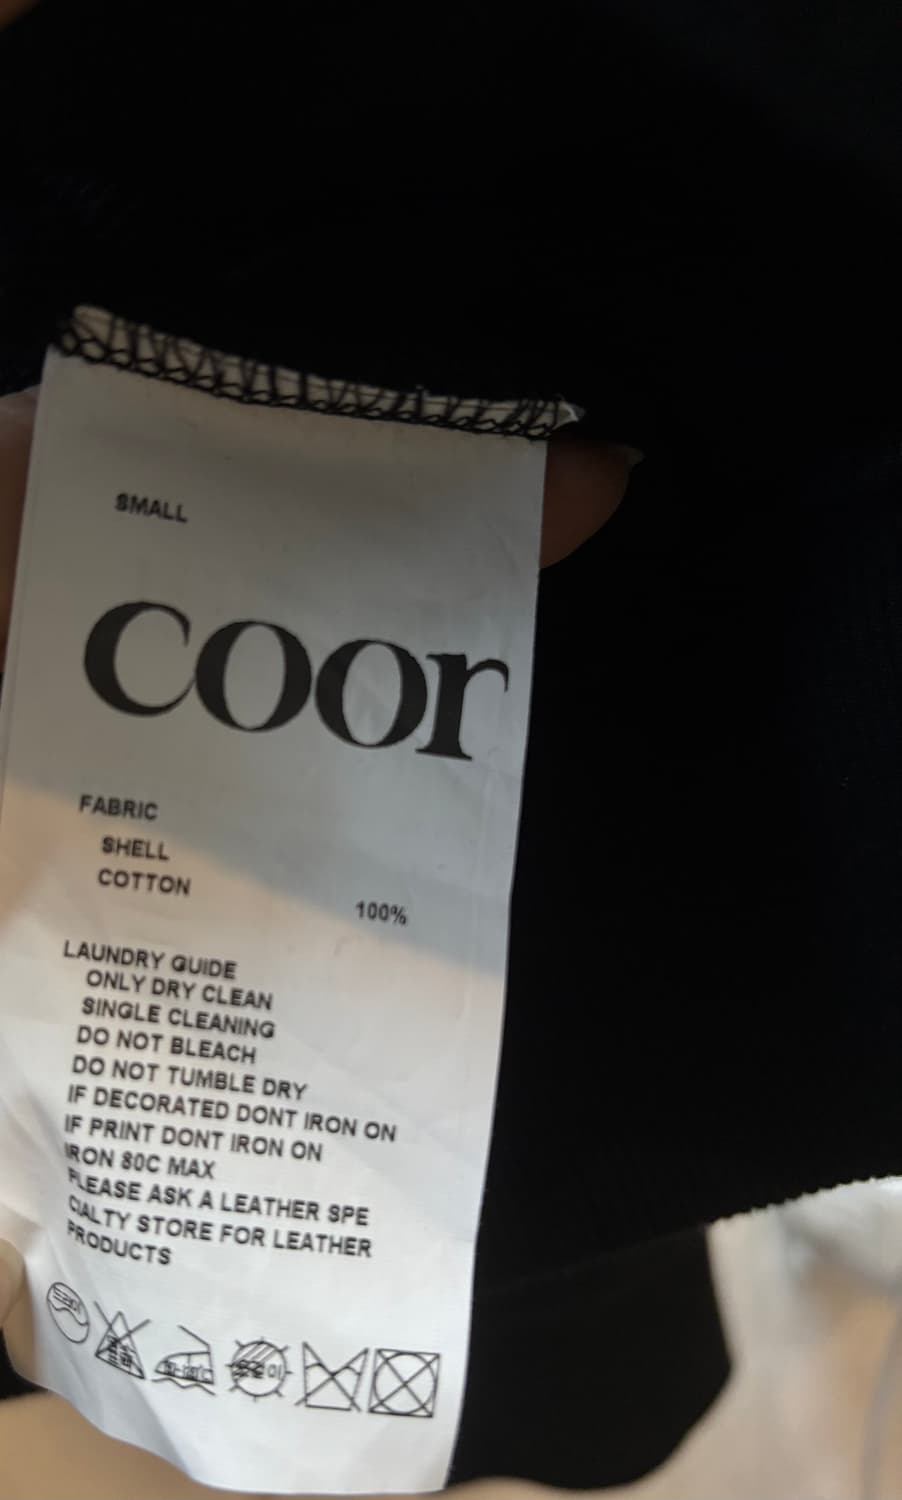 SMALL
coor
FABRIC
SHELL
COTTON
100%
LAUNDRY GUIDE
ONLY DRY CLEAN
SINGLE CLEANING
DO NOT BLEACH
DO NOT TUMBLE DRY
IF DECORATED DONT IRON ON
IF PRINT DONT IRON ON
IRON 80C MAX
PLEASE ASK A LEATHER SPE
CIALTY STORE FOR LEATHER
PRODUCTS